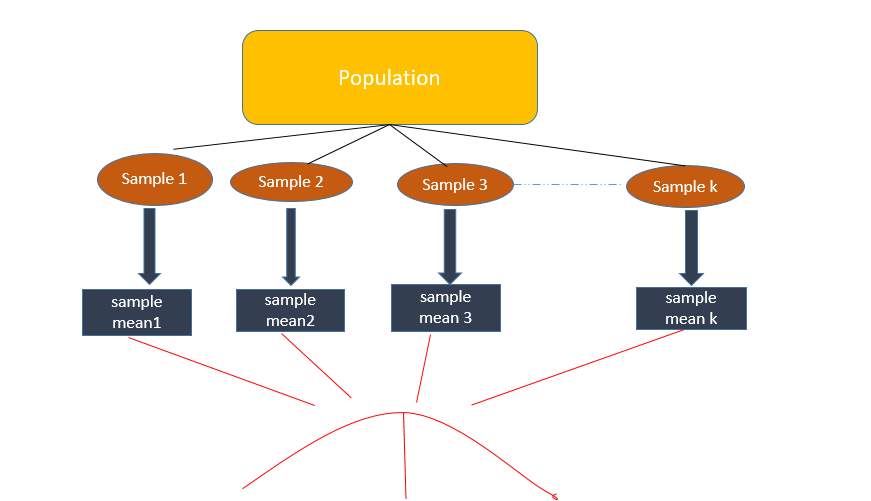 Population
Sample 1
Sample 2
Sample 3
Sample k
sample
mean1
sample
mean2
sample
mean 3
sample
mean k